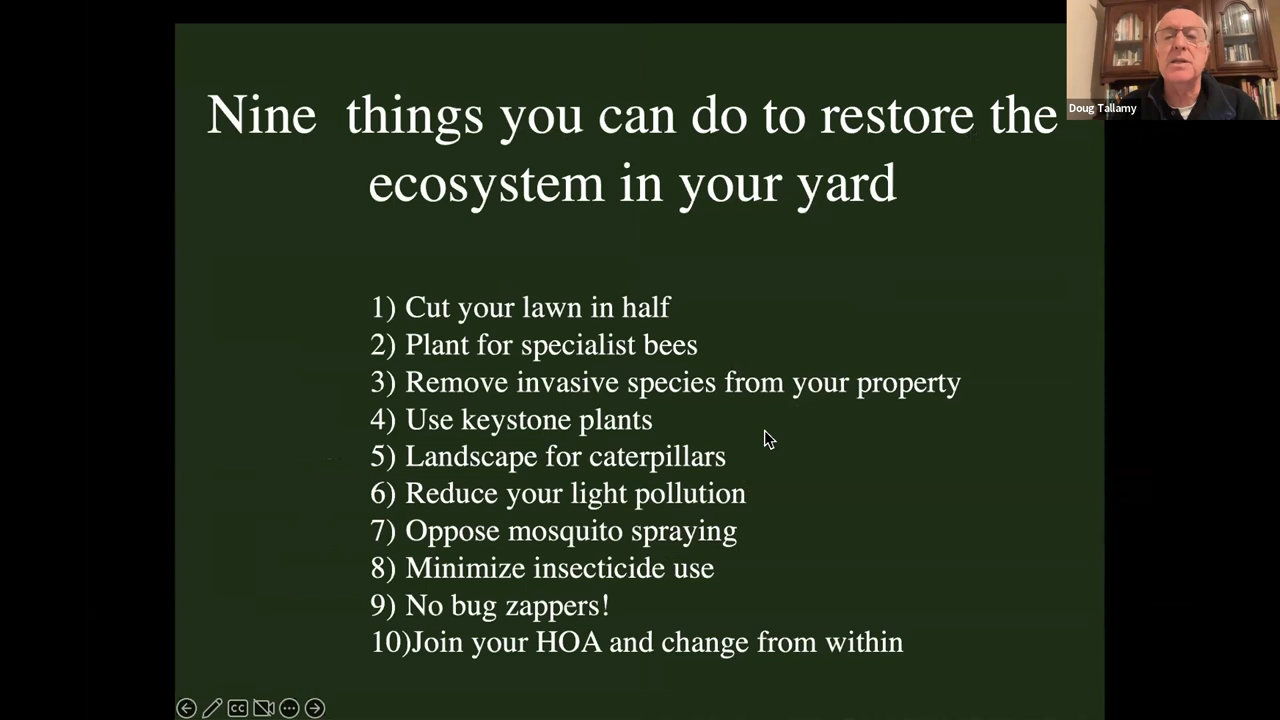 Nine things you can do to restore the
ecosystem in your yard
1) Cut your lawn in half
2) Plant for specialist bees
3) Remove invasive species from your property
4) Use keystone plants
5) Landscape for caterpillars
6) Reduce your light pollution
7) Oppose mosquito spraying
8) Minimize insecticide use
9) No bug zappers!
10)Join your HOA and change from within
Doug Tallamy
CC